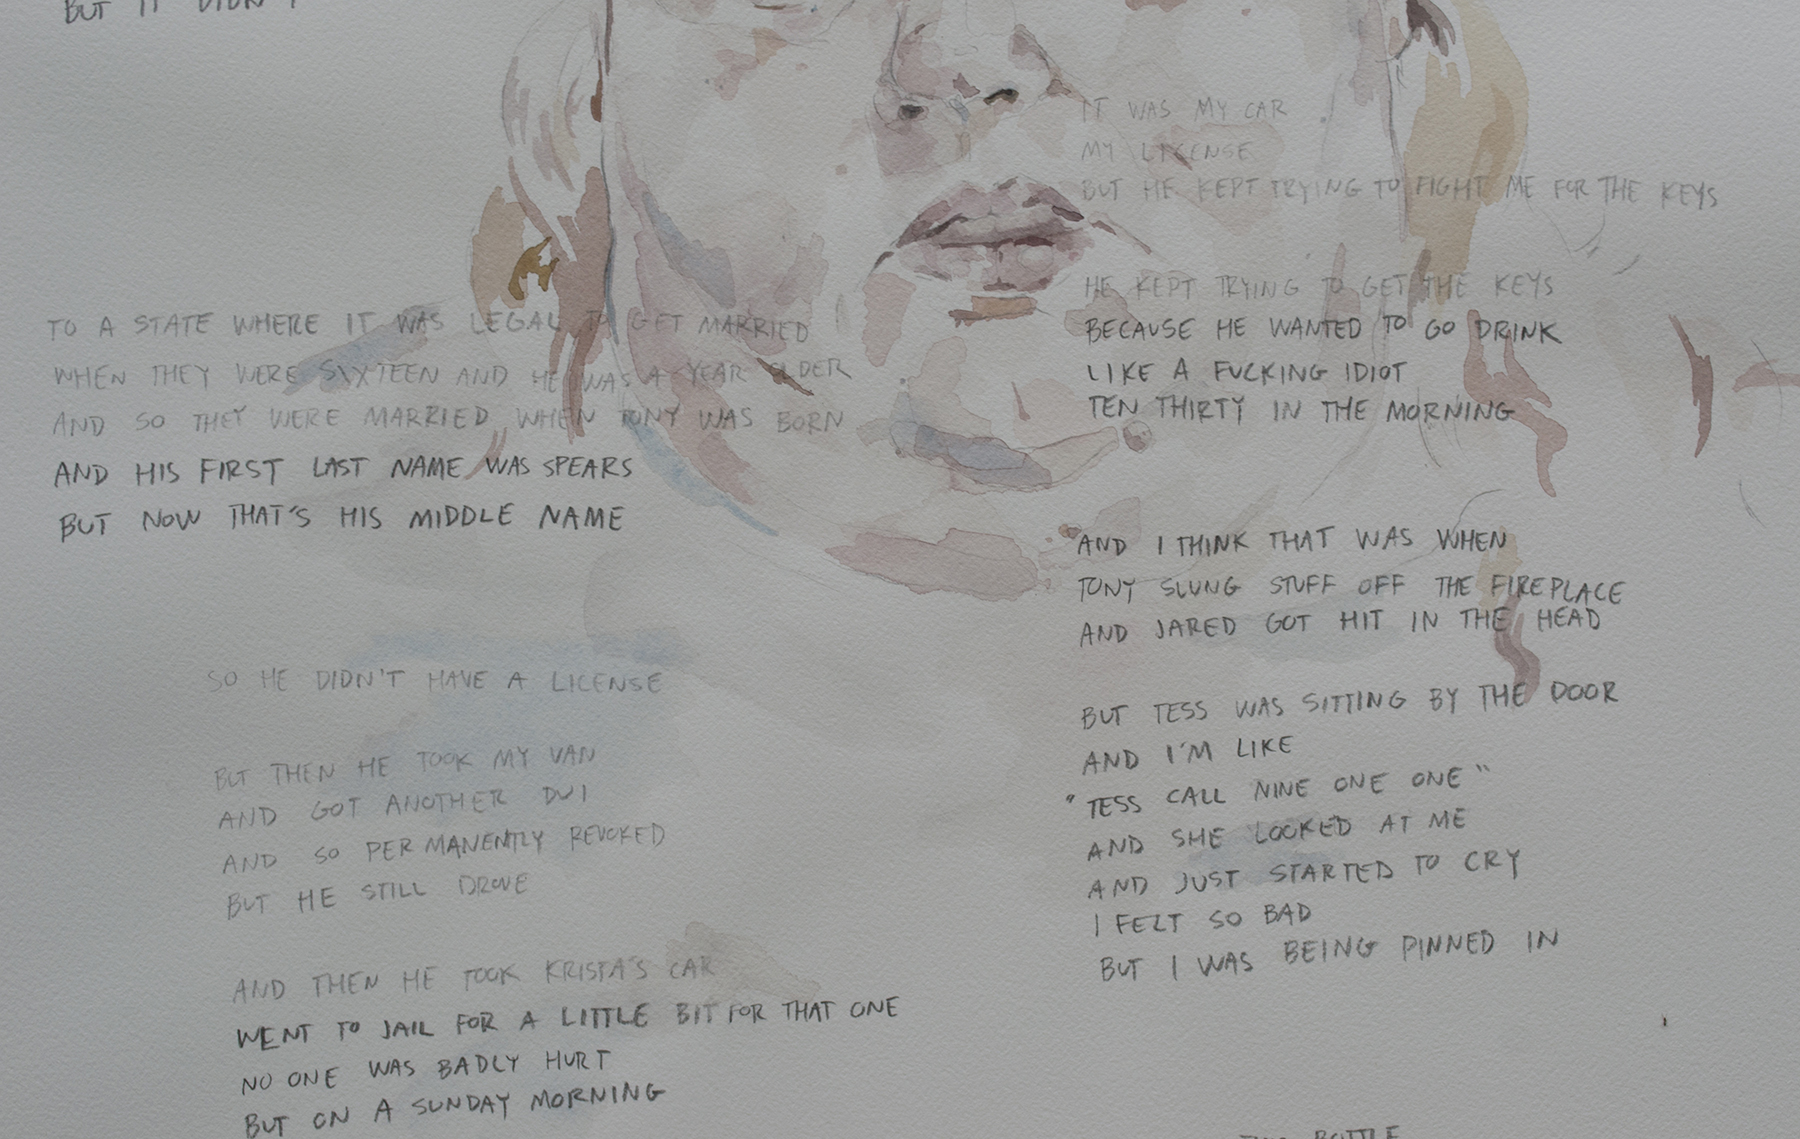 BUT IT DIDN'T
TO A STATE WHERE IT WAS LEGAL TO GET MARRIED
WHEN THEY WERE SIXTEEN AND HE WAS A YEAR OLDER
AND SO THEY WERE MARRIED WHEN TONY WAS BORN
AND HIS FIRST LAST NAME WAS SPEARS
BUT NOW THAT'S HIS MIDDLE NAME
SO HE DIDN'T HAVE A LICENSE
BUT THEN HE TOOK MY VAN
AND GOT ANOTHER DUI
AND SO PERMANENTLY REVOKED
BUT HE STILL DROVE
AND THEN HE TOOK KRISTA'S CAR
WENT TO JAIL FOR A LITTLE BIT FOR THAT ONE
NO ONE WAS BADLY HURT
BUT ON A SUNDAY MORNING
IT WAS MY CAR
MY LICENSE
BUT HE KEPT TRYING TO FIGHT ME FOR THE KEYS
HE KEPT TRYING TO GET THE KEYS
BECAUSE HE WANTED TO GO DRINK
LIKE A FUCKING IDIOT
TEN THIRTY IN THE MORNING
AND I THINK THAT WAS WHEN
TONY SLUNG STUFF OFF THE FIREPLACE
AND JARED GOT HIT IN THE HEAD
BUT TESS WAS SITTING BY THE DOOR
AND I'M LIKE
"TESS CALL NINE ONE ONE"
AND SHE LOOKED AT ME
AND JUST STARTED TO CRY
I FELT SO BAD
BUT I WAS BEING PINNED IN
BOTTLE